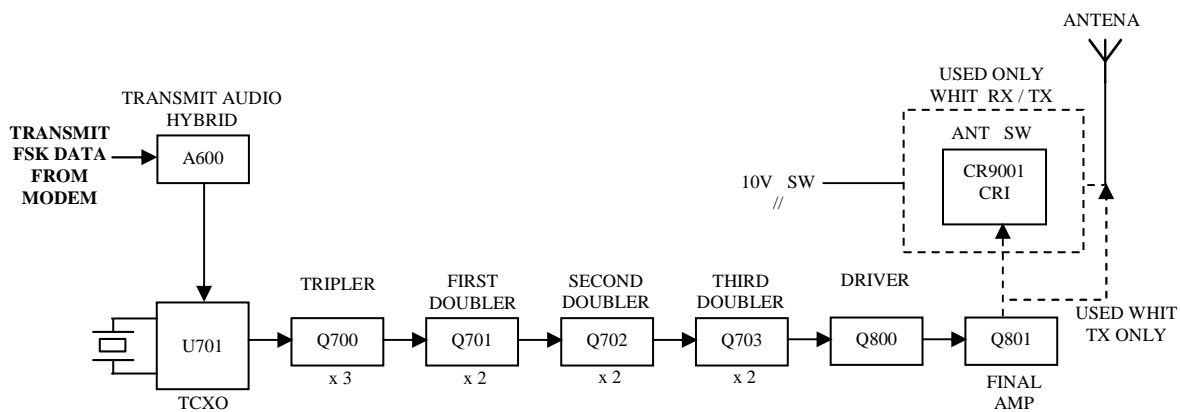 ANTENA
USED ONLY
WHIT RX / TX
ANT SW
CR9001
CRI
TRANSMIT AUDIO
HYBRID
TRANSMIT
FSK DATA
FROM
MODEM
A600
10V SW
//
TRIPLER
FIRST
DOUBLER
SECOND
DOUBLER
THIRD
DOUBLER
DRIVER
USED WHIT
TX ONLY
U701
Q700
Q701
Q702
Q703
Q800
Q801
TCXO
x 3
x 2
x 2
x 2
FINAL
AMP